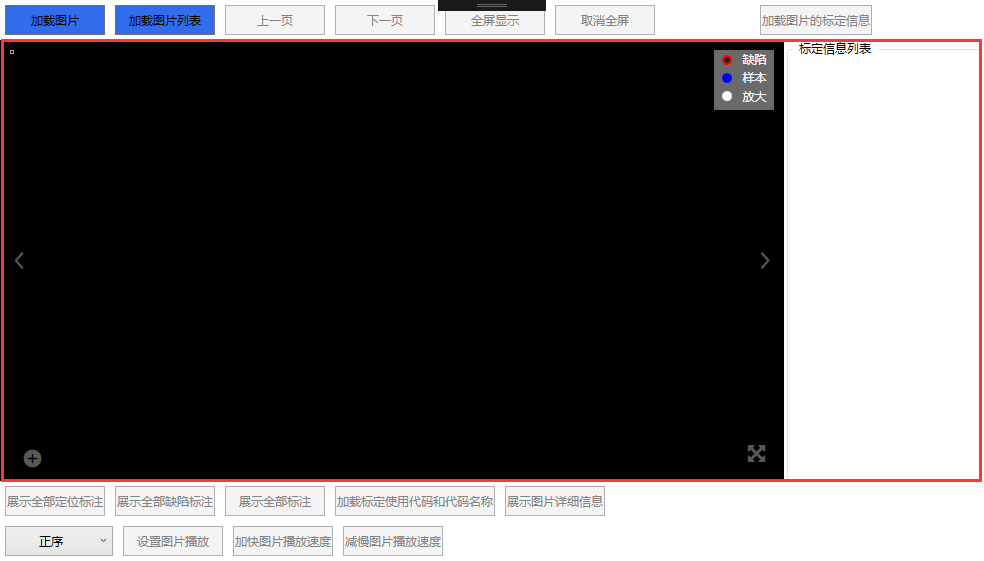 加载图片 加载图片列表 上一页 下一页 全屏显示 取消全屏 加载图片的标定信息
标定信息列表
缺陷
样本
放大
展示全部定位标注 展示全部缺陷标注 展示全部标注 加载标定使用代码和代码名称 展示图片详细信息
正序 设置图片播放 加快图片播放速度 减慢图片播放速度